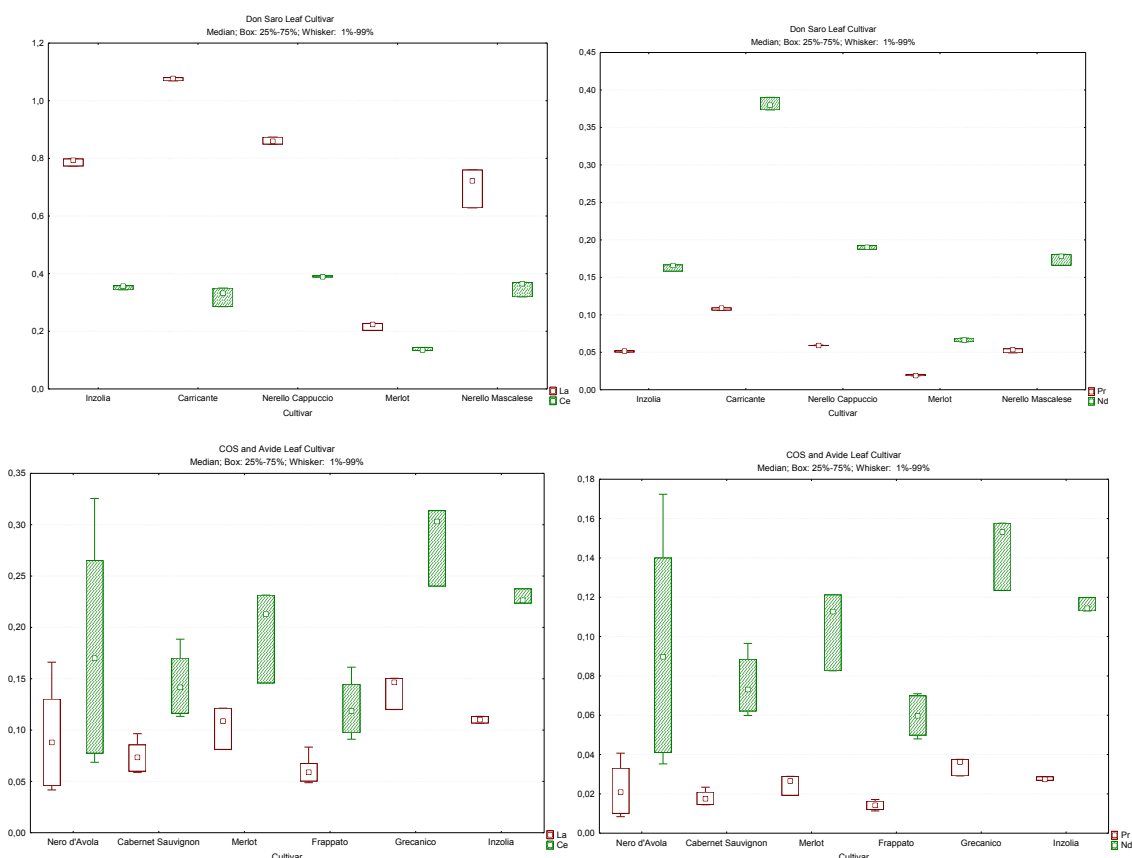 Don Saro Leaf Cultivar
Median; Box: 25%-75%; Whisker: 1%-99%
1,2
1,0
0,8
0,6
0,4
0,2
0,0
Inzolia Carricante Nerello Cappuccio Merlot Nerello Mascalese
Cultivar
La
Ce
Don Saro Leaf Cultivar
Median; Box: 25%-75%; Whisker: 1%-99%
0,45
0,40
0,35
0,30
0,25
0,20
0,15
0,10
0,05
0,00
Inzolia Carricante Nerello Cappuccio Merlot Nerello Mascalese
Cultivar
Pr
Nd
COS and Avide Leaf Cultivar
Median; Box: 25%-75%; Whisker: 1%-99%
0,35
0,30
0,25
0,20
0,15
0,10
0,05
0,00
Nero d'Avola Cabernet Sauvignon Merlot Frappato Grecanico Inzolia
Cultivar
La
Ce
COS and Avide Leaf Cultivar
Median; Box: 25%-75%; Whisker: 1%-99%
0,18
0,16
0,14
0,12
0,10
0,08
0,06
0,04
0,02
0,00
Nero d'Avola Cabernet Sauvignon Merlot Frappato Grecanico Inzolia
Cultivar
Pr
Nd